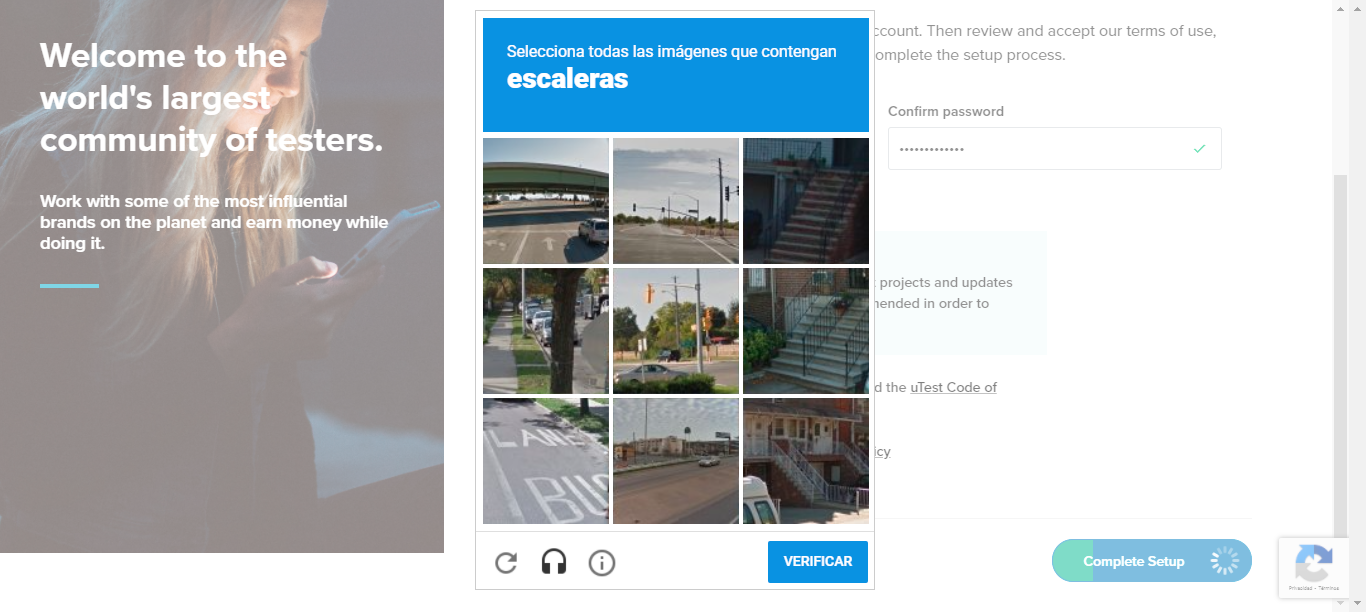 Welcome to the
world's largest
community of testers.
Work with some of the most influential
brands on the planet and earn money while
doing it.
Selecciona todas las imágenes que contengan
escaleras
LANE
BUS
VERIFICAR
ccount. Then review and accept our terms of use,
omplete the setup process.
Confirm password
•••••••••••••
projects and updates
nended in order to
d the uTest Code of
icy
Complete Setup
Privacidad - Términos